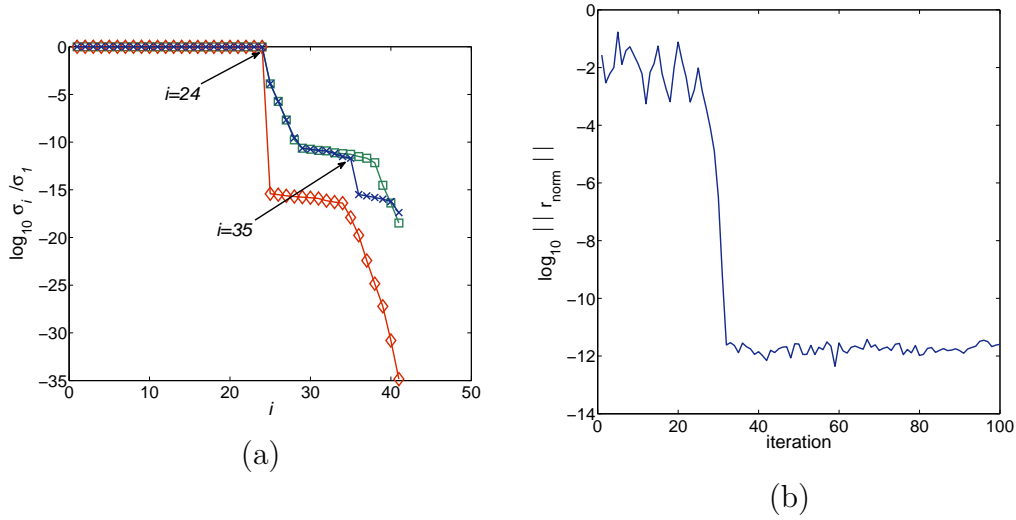 0
−5
−10
−15
−20
−25
−30
−35
0 10 20 30 40 50
log10 σi /σ1
i
i=24
i=35
(a)
0
−2
−4
−6
−8
−10
−12
−14
0 20 40 60 80 100
log10 || rnorm ||
iteration
(b)